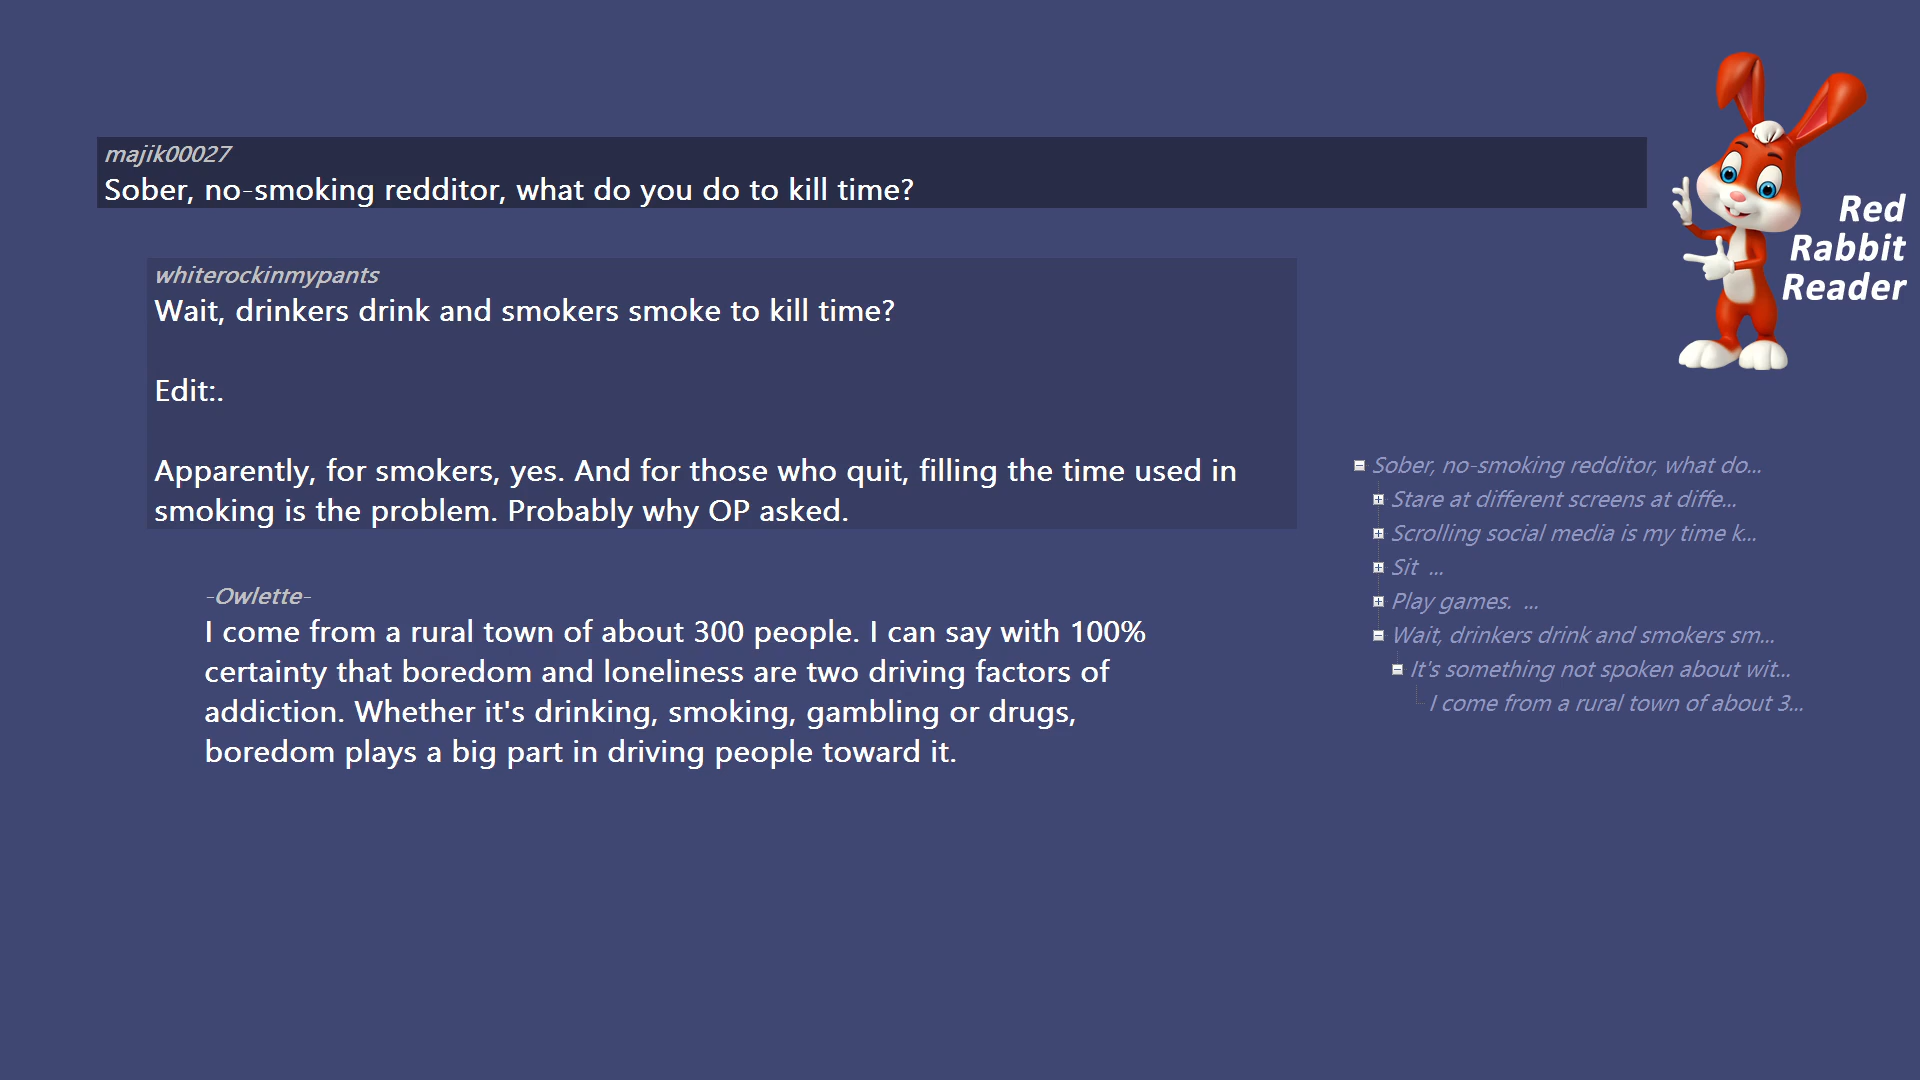 majik00027
Sober, no-smoking redditor, what do you do to kill time?
whiterockinmypants
Wait, drinkers drink and smokers smoke to kill time?
Edit:.
Apparently, for smokers, yes. And for those who quit, filling the time used in
smoking is the problem. Probably why OP asked.
-Owlette-
I come from a rural town of about 300 people. I can say with 100%
certainty that boredom and loneliness are two driving factors of
addiction. Whether it's drinking, smoking, gambling or drugs,
boredom plays a big part in driving people toward it.
Red
Rabbit
Reader
Sober, no-smoking redditor, what do...
Stare at different screens at diffe...
Scrolling social media is my time k...
Sit ...
Play games. ...
Wait, drinkers drink and smokers sm...
It's something not spoken about wit...
I come from a rural town of about 3...